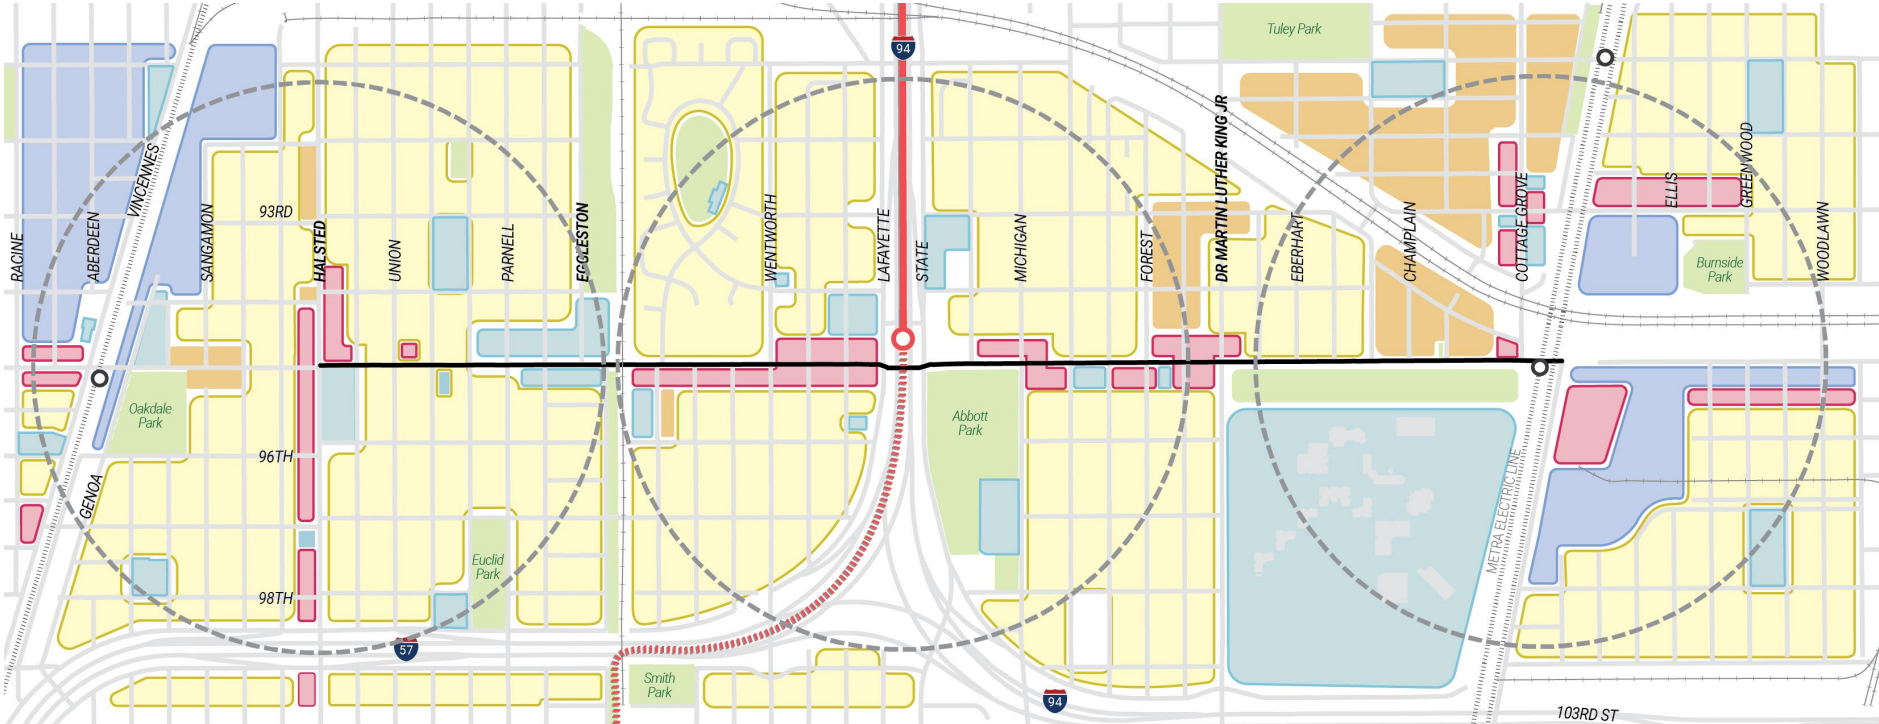 Tuley Park
94
VINCENNES
GREENWOOD
DR MARTIN LUTHER KING JR
ELLIS
COTTAGE GROVE
93RD
RACINE
ABERDEEN
SANGAMON
HALSTED
UNION
PARNELL
ECCLESTON
WENTWORTH
LAFAYETTE
STATE
MICHIGAN
FOREST
EBERHART
CHAMPLAIN
WOODLAWN
Burnside
Park
Oakdale
Park
Abbott
Park
96TH
GENOA
METRA ELECTRIC LINE
Euclid
Park
98TH
57
Smith
Park
94
103RD ST